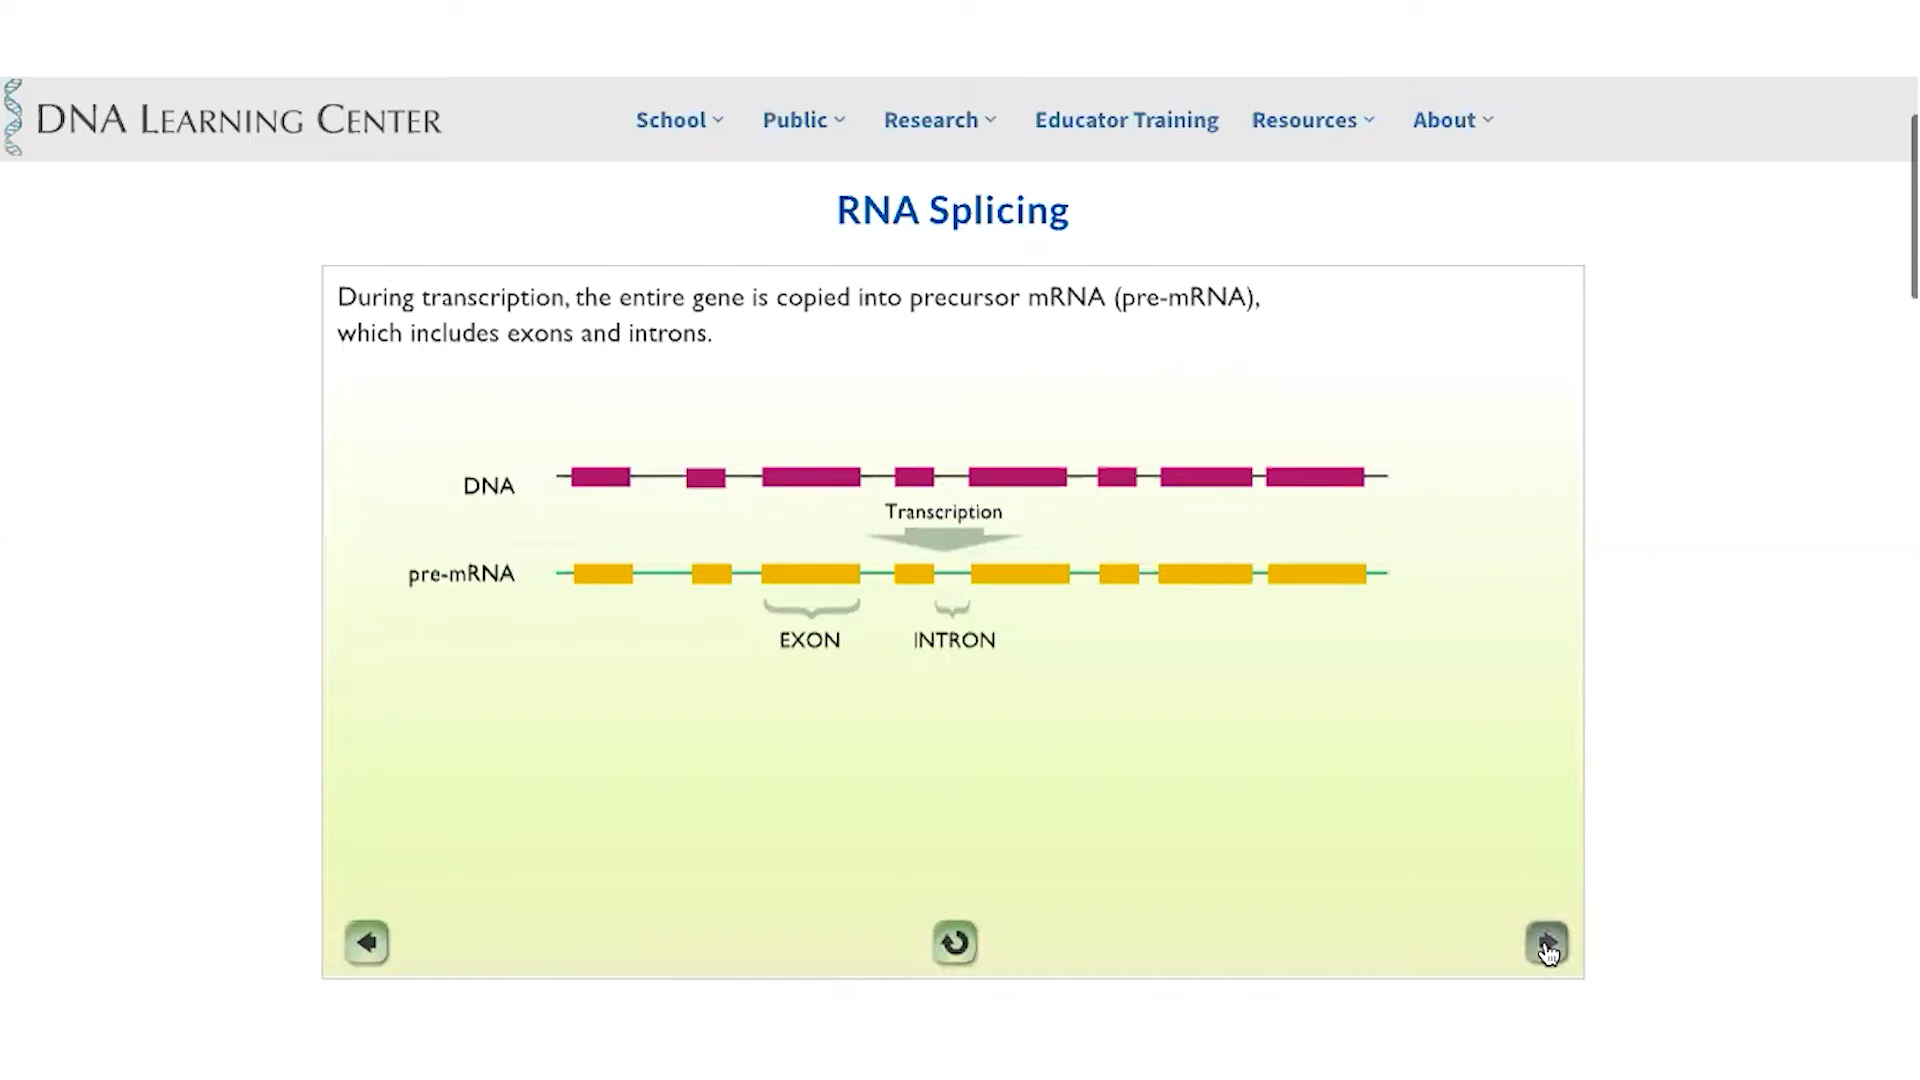 DNA LEARNING CENTER
School Public Research Educator Training Resources About
RNA Splicing
During transcription, the entire gene is copied into precursor mRNA (pre-mRNA),
which includes exons and introns.
DNA
Transcription
pre-mRNA
EXON INTRON